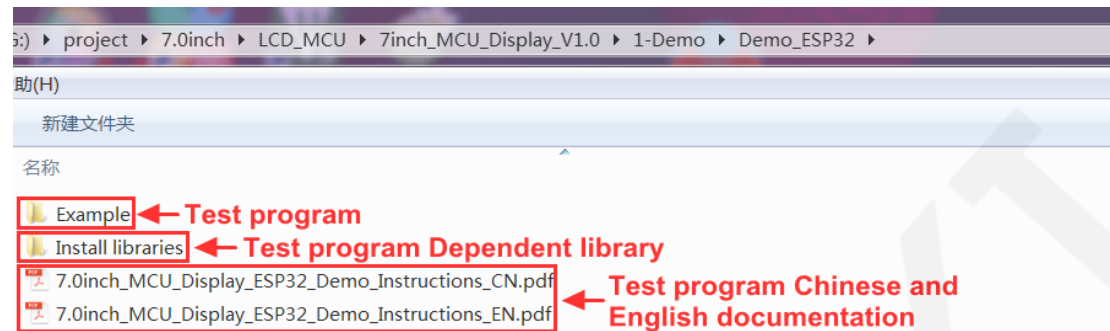 G:) ▸ project ▸ 7.0inch ▸ LCD_MCU ▸ 7inch_MCU_Display_V1.0 ▸ 1-Demo ▸ Demo_ESP32 ▸
助(H)
新建文件夹
名称
Example Test program
Install libraries Test program Dependent library
7.0inch_MCU_Display_ESP32_Demo_Instructions_CN.pdf Test program Chinese and
7.0inch_MCU_Display_ESP32_Demo_Instructions_EN.pdf English documentation